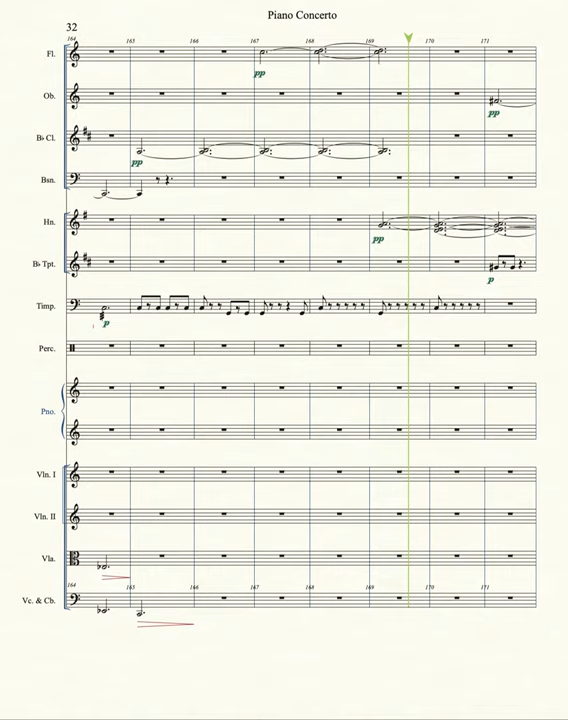 Piano Concerto
32
164 165 166 167 168 169 170 171
Fl.
pp
Ob.
pp
B♭ Cl.
pp
Bsn.
Hn.
pp
B♭ Tpt.
p
Timp.
p
Perc.
Pno.
Vln. I
Vln. II
Vla.
164 165 166 167 168 169 170 171
Vc. & Cb.